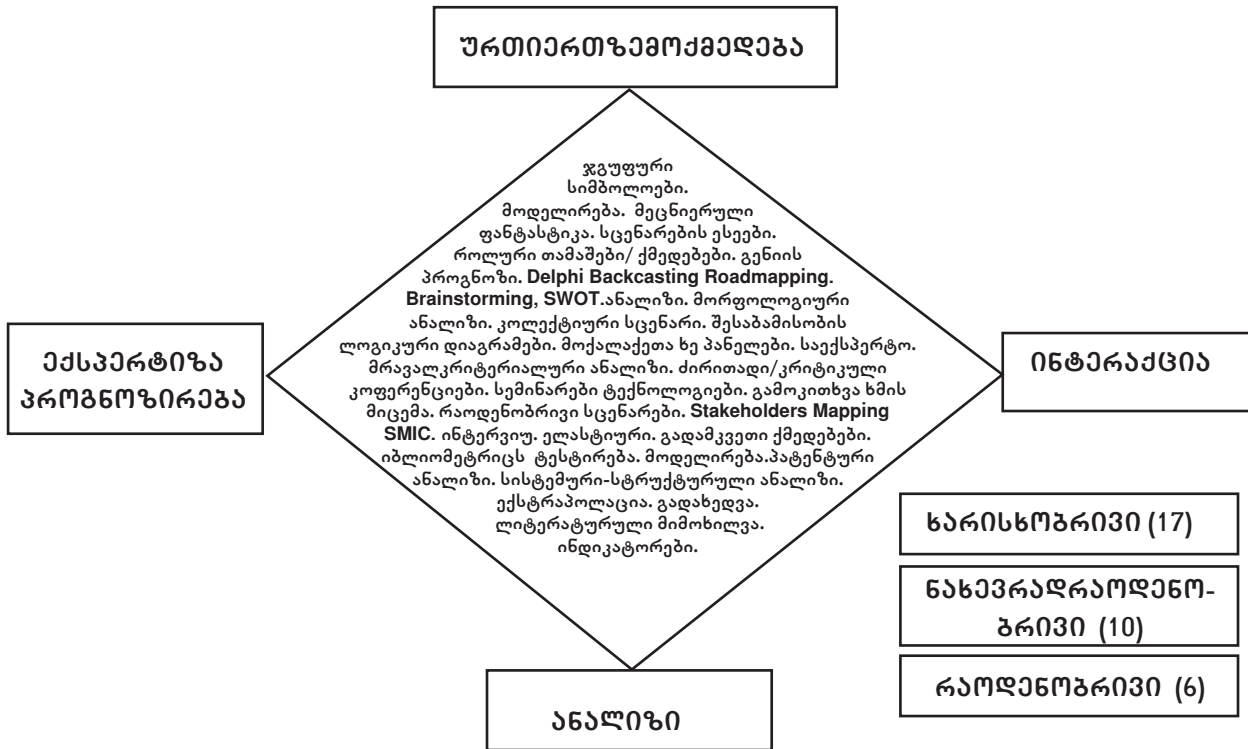 ურთიერთზემოქმედება
ჯგუფური
სიმბოლოები.
მოდელირება. მეცნიერული
ფანტასტიკა. სცენარების ესეები.
როლური თამაშები/ ქმედებები. გენიის
პროგნოზი. Delphi Backcasting Roadmapping.
Brainstorming, SWOT.ანალიზი. მორფოლოგიური
ანალიზი. კოლექტიური სცენარი. შესაბამისობის
ლოგიკური დიაგრამები. მოქალაქეთა ხე პანელები. საექსპერტო.
მრავალკრიტერიალური ანალიზი. ძირითადი/კრიტიკული
კოფერენციები. სემინარები ტექნოლოგიები. გამოკითხვა ხმის
მიცემა. რაოდენობრივი სცენარები. Stakeholders Mapping
SMIC. ინტერვიუ. ელასტიური. გადამკვეთი ქმედებები.
იბლიომეტრიცს ტესტირება. მოდელირება.პატენტური
ანალიზი. სისტემური-სტრუქტურული ანალიზი.
ექსტრაპოლაცია. გადახედვა.
ლიტერატურული მიმოხილვა.
ინდიკატორები.
ექსპერტიზა
პროგნოზირება
ინტერაქცია
ხარისხობრივი (17)
ნახევრადრაოდენო-
ბრივი (10)
რაოდენობრივი (6)
ანალიზი